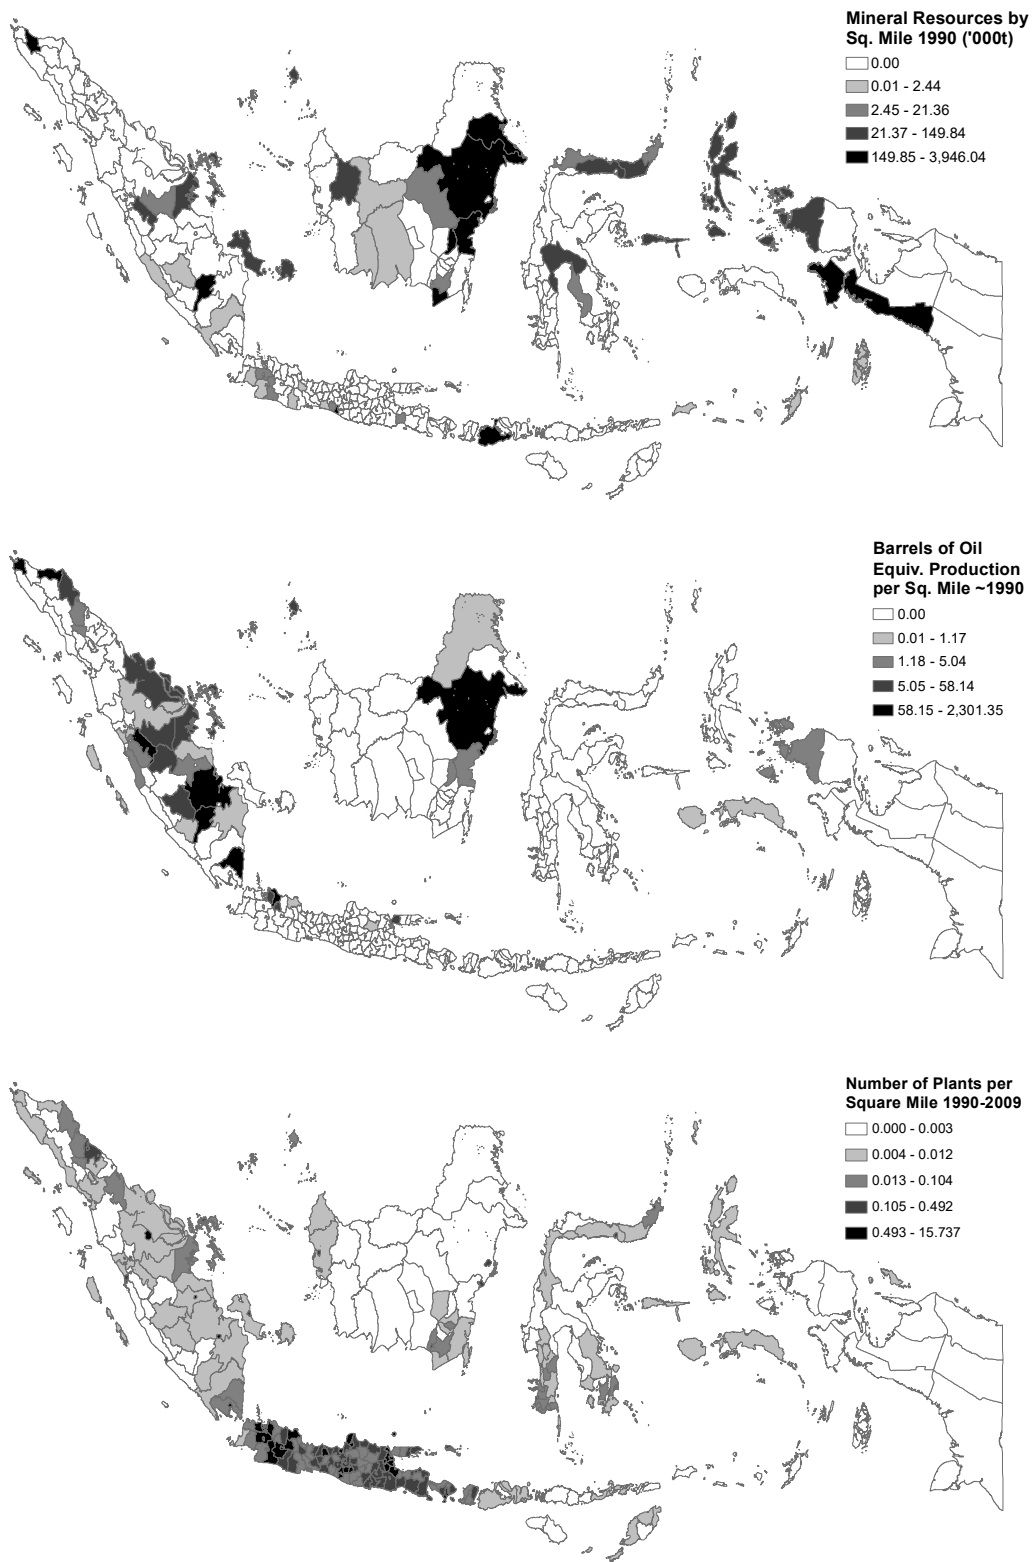 Mineral Resources by
Sq. Mile 1990 ('000t)
0.00
0.01 - 2.44
2.45 - 21.36
21.37 - 149.84
149.85 - 3,946.04
Barrels of Oil
Equiv. Production
per Sq. Mile ~1990
0.00
0.01 - 1.17
1.18 - 5.04
5.05 - 58.14
58.15 - 2,301.35
Number of Plants per
Square Mile 1990-2009
0.000 - 0.003
0.004 - 0.012
0.013 - 0.104
0.105 - 0.492
0.493 - 15.737